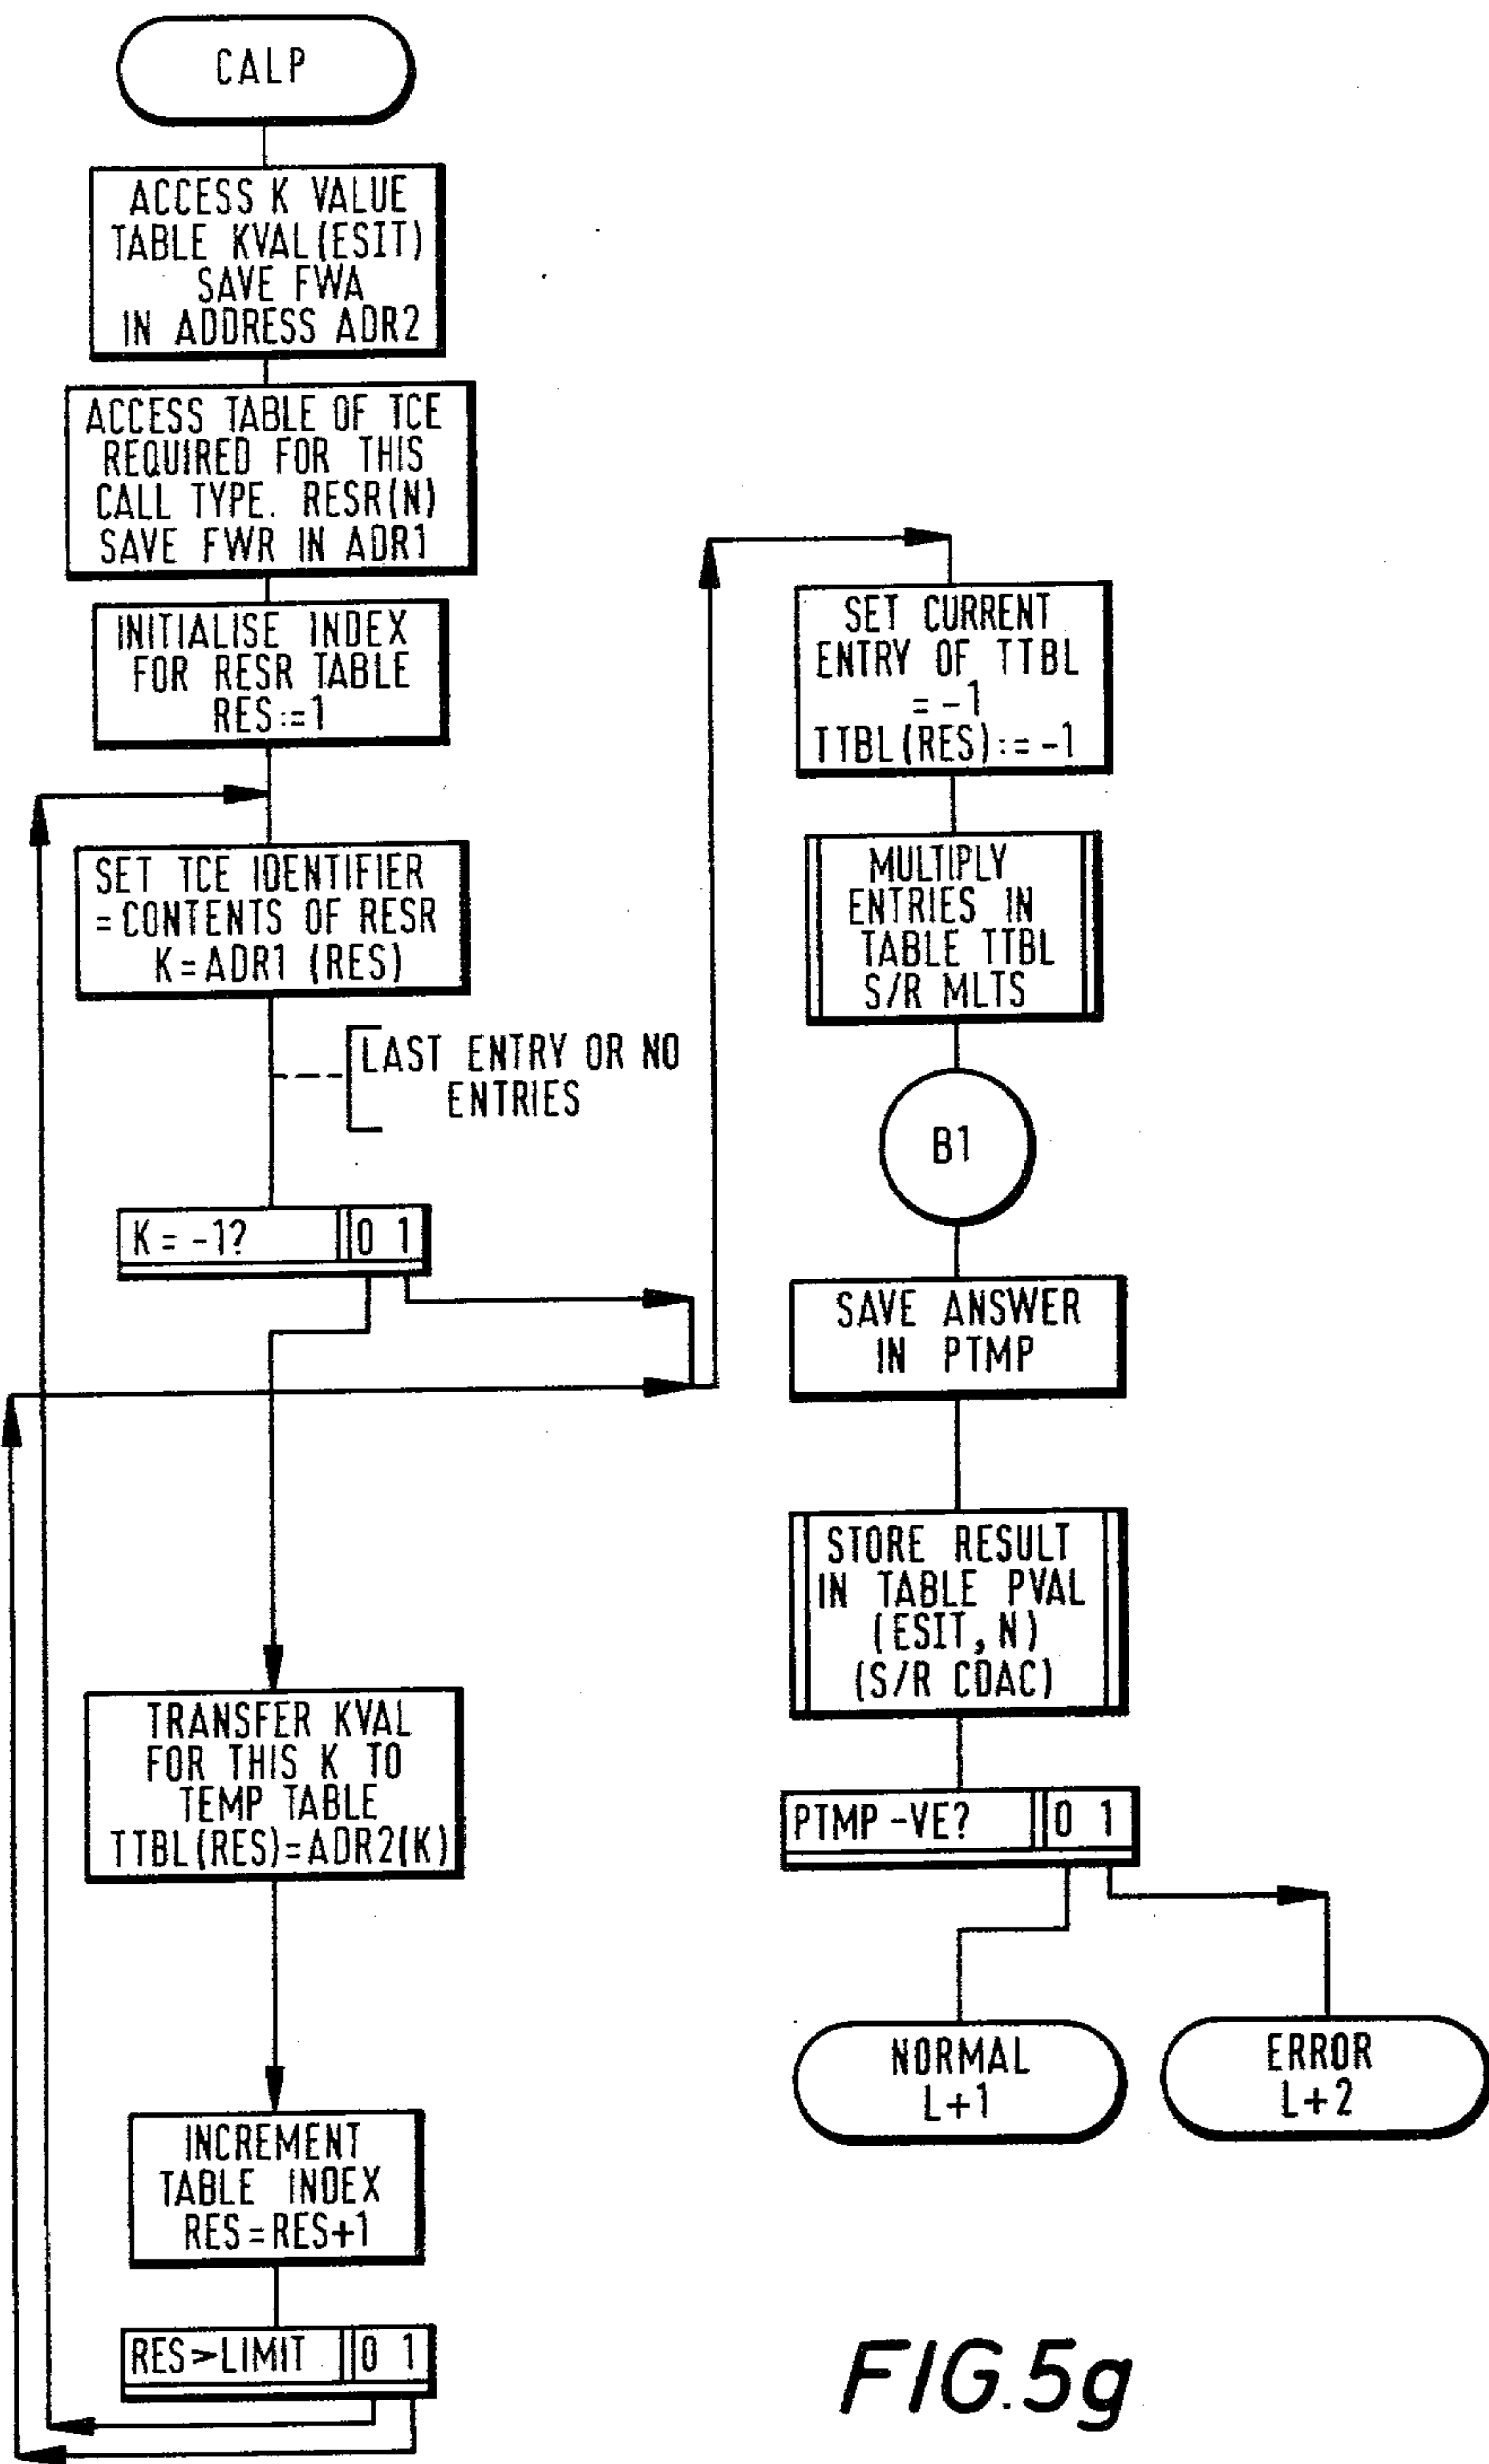 CALP
ACCESS K VALUE
TABLE KVAL(ESIT)
SAVE FWA
IN ADDRESS ADR2
ACCESS TABLE OF TCE
REQUIRED FOR THIS
CALL TYPE. RESR(N)
SAVE FWR IN ADR1
INITIALISE INDEX
FOR RESR TABLE
RES:=1
SET TCE IDENTIFIER
=CONTENTS OF RESR
K=ADR1 (RES)
LAST ENTRY OR NO
ENTRIES
K= -1? 0 1
TRANSFER KVAL
FOR THIS K TO
TEMP TABLE
TTBL(RES)=ADR2(K)
INCREMENT
TABLE INDEX
RES=RES+1
RES>LIMIT 0 1
SET CURRENT
ENTRY OF TTBL
= -1
TTBL(RES):= -1
MULTIPLY
ENTRIES IN
TABLE TTBL
S/R MLTS
B1
SAVE ANSWER
IN PTMP
STORE RESULT
IN TABLE PVAL
(ESIT, N)
(S/R CDAC)
PTMP -VE? 0 1
NORMAL
L+1
ERROR
L+2
FIG.5g